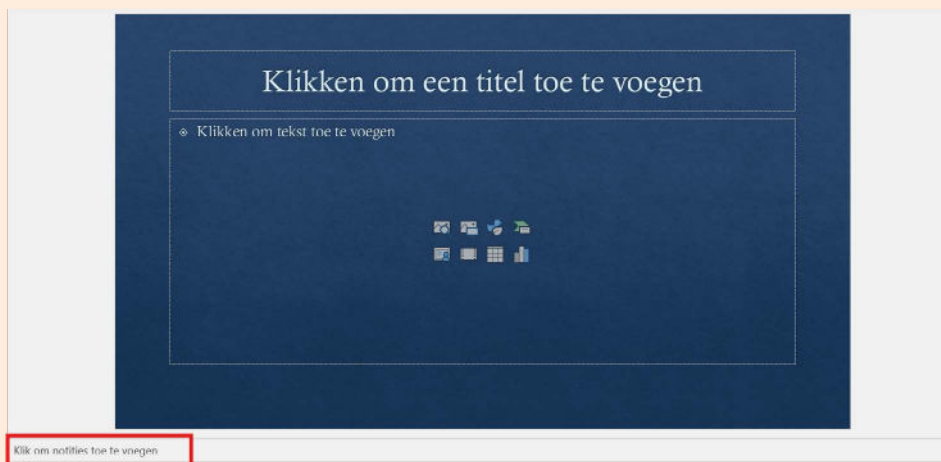 Klikken om een titel toe te voegen
Klikken om tekst toe te voegen
Klik om notities toe te voegen